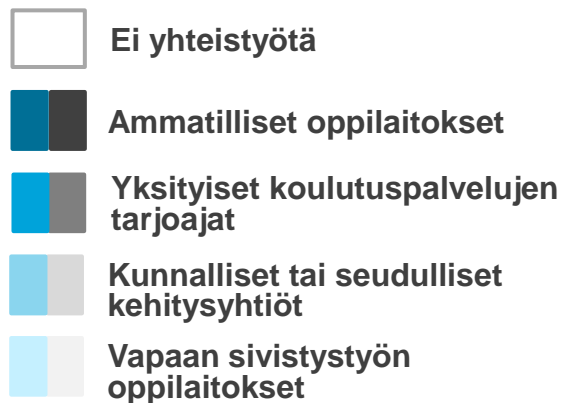 Ei yhteistyötä
Ammatilliset oppilaitokset
Yksityiset koulutuspalvelujen
tarjoajat
Kunnalliset tai seudulliset
kehitysyhtiöt
Vapaan sivistystyön
oppilaitokset